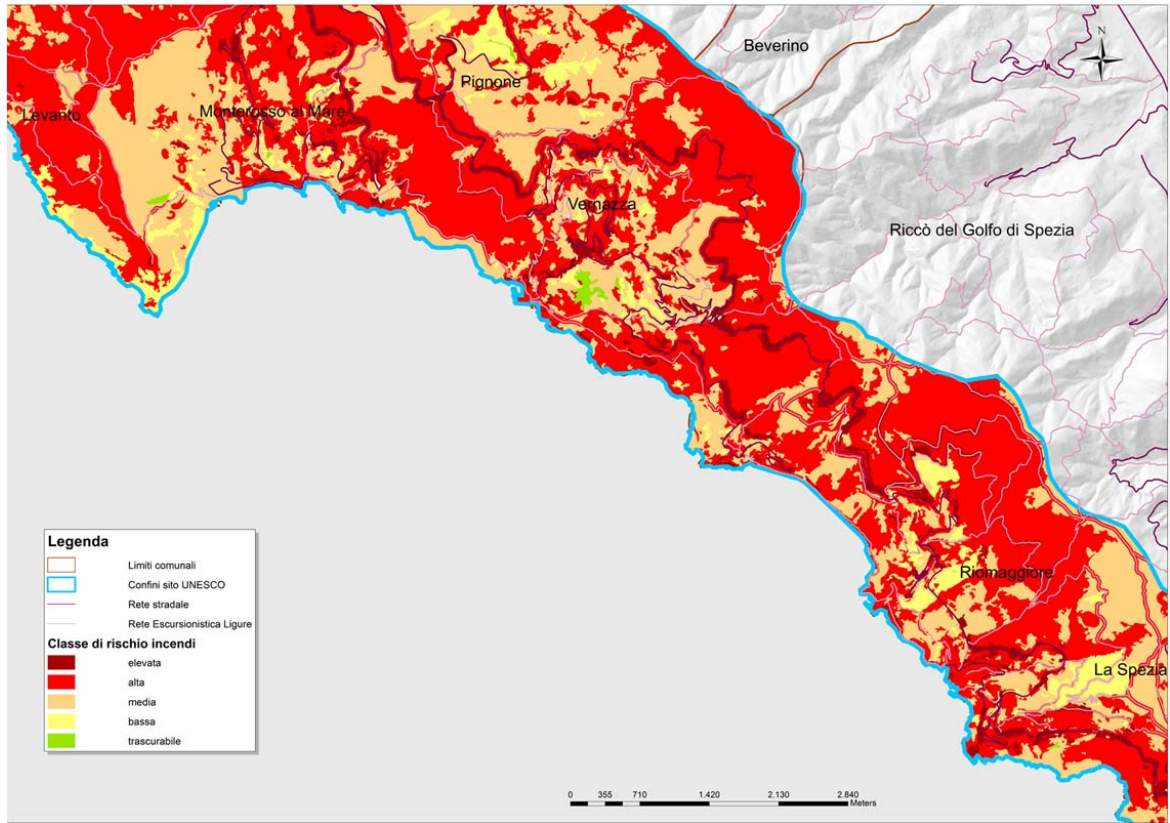 Beverino
N
Pignone
Levanto
Monterosso al Mare
Vernazza
Riccò del Golfo di Spezia
Riomaggiore
La Spezia
Legenda
Limiti comunali
Confini sito UNESCO
Rete stradale
Rete Escursionistica Ligure
Classe di rischio incendi
elevata
alta
media
bassa
trascurabile
0 355 710 1.420 2.130 2.840
Meters